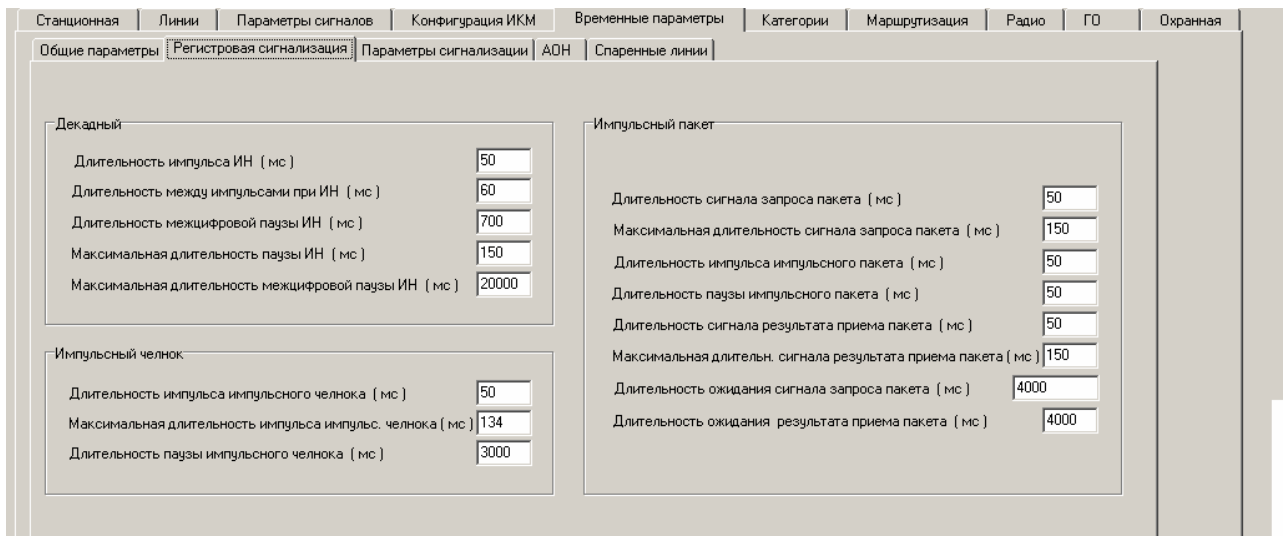 Станционная Линии Параметры сигналов Конфигурация ИКМ Временные параметры Категории Маршрутизация Радио ГО Охранная
Общие параметры Регистровая сигнализация Параметры сигнализации АОН Спаренные линии
Декадный
Длительность импульса ИН ( мс ) 50
Длительность между импульсами при ИН ( мс ) 60
Длительность межцифровой паузы ИН ( мс ) 700
Максимальная длительность паузы ИН ( мс ) 150
Максимальная длительность межцифровой паузы ИН ( мс ) 20000
Импульсный челнок
Длительность импульса импульсного челнока ( мс ) 50
Максимальная длительность импульса импульс. челнока ( мс ) 134
Длительность паузы импульсного челнока ( мс ) 3000
Импульсный пакет
Длительность сигнала запроса пакета ( мс ) 50
Максимальная длительность сигнала запроса пакета ( мс ) 150
Длительность импульса импульсного пакета ( мс ) 50
Длительность паузы импульсного пакета ( мс ) 50
Длительность сигнала результата приема пакета ( мс ) 50
Максимальная длительн. сигнала результата приема пакета ( мс ) 150
Длительность ожидания сигнала запроса пакета ( мс ) 4000
Длительность ожидания результата приема пакета ( мс ) 4000